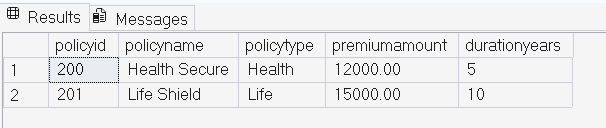 Results Messages
policyid policyname policytype premiumamount durationyears
1 200 Health Secure Health 12000.00 5
2 201 Life Shield Life 15000.00 10